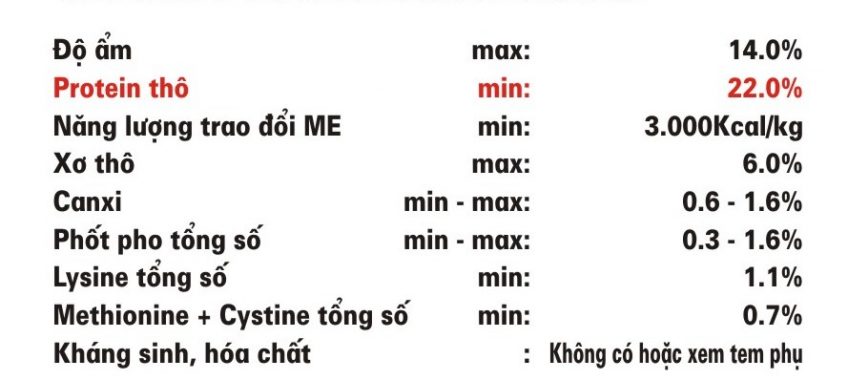 Độ ẩm max: 14.0%
Protein thô min: 22.0%
Năng lượng trao đổi ME min: 3.000Kcal/kg
Xơ thô max: 6.0%
Canxi min - max: 0.6 - 1.6%
Phốt pho tổng số min - max: 0.3 - 1.6%
Lysine tổng số min: 1.1%
Methionine + Cystine tổng số min: 0.7%
Kháng sinh, hóa chất : Không có hoặc xem tem phụ